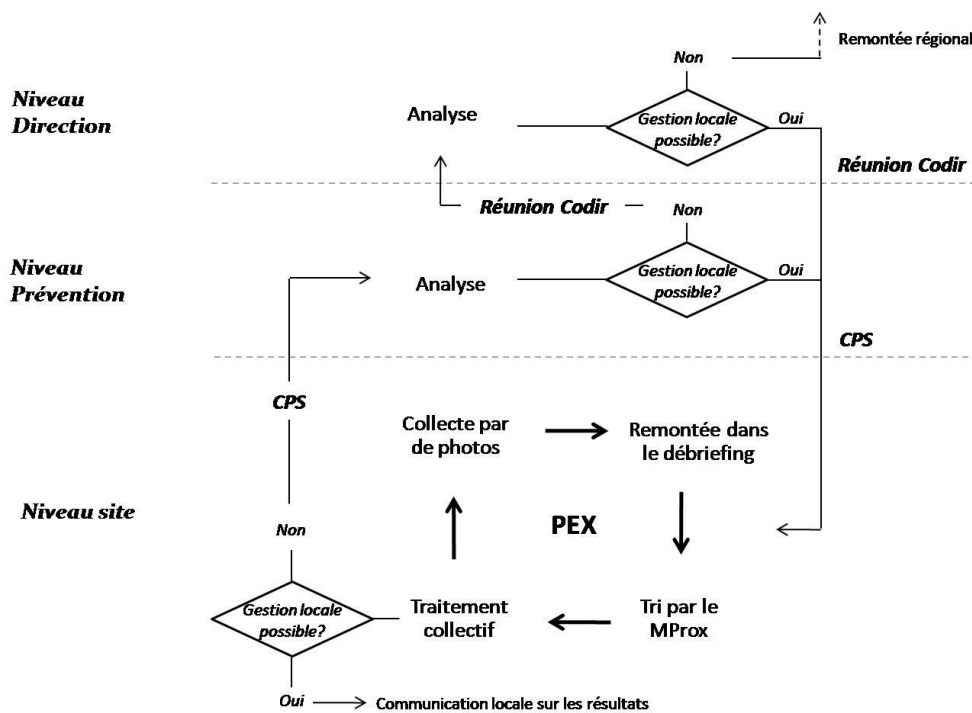 Remontée régional
Non
Niveau
Direction
Analyse
Gestion locale
possible?
Oui
Réunion Codir
Réunion Codir
Non
Niveau
Prévention
Analyse
Gestion locale
possible?
Oui
CPS
CPS
Collecte par
de photos
Remontée dans
le débriefing
Niveau site
Non
PEX
Gestion locale
possible?
Traitement
collectif
Tri par le
MProx
Oui
Communication locale sur les résultats